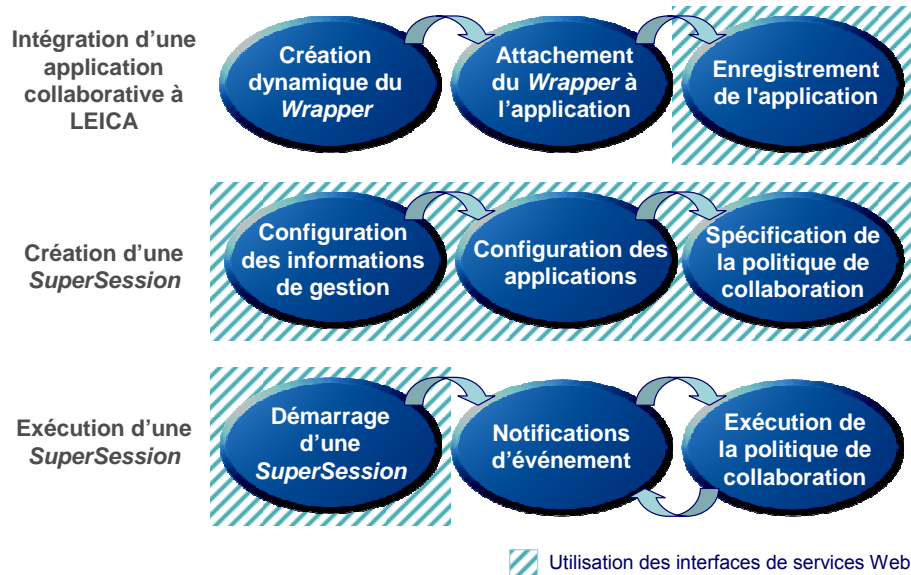 Intégration d'une
application
collaborative à
LEICA
Création
dynamique du
Wrapper
Attachement
du Wrapper à
l'application
Enregistrement
de l'application
Création d'une
SuperSession
Configuration
des informations
de gestion
Configuration des
applications
Spécification de
la politique de
collaboration
Exécution d'une
SuperSession
Démarrage
d'une
SuperSession
Notifications
d'événement
Exécution de
la politique de
collaboration
Utilisation des interfaces de services Web